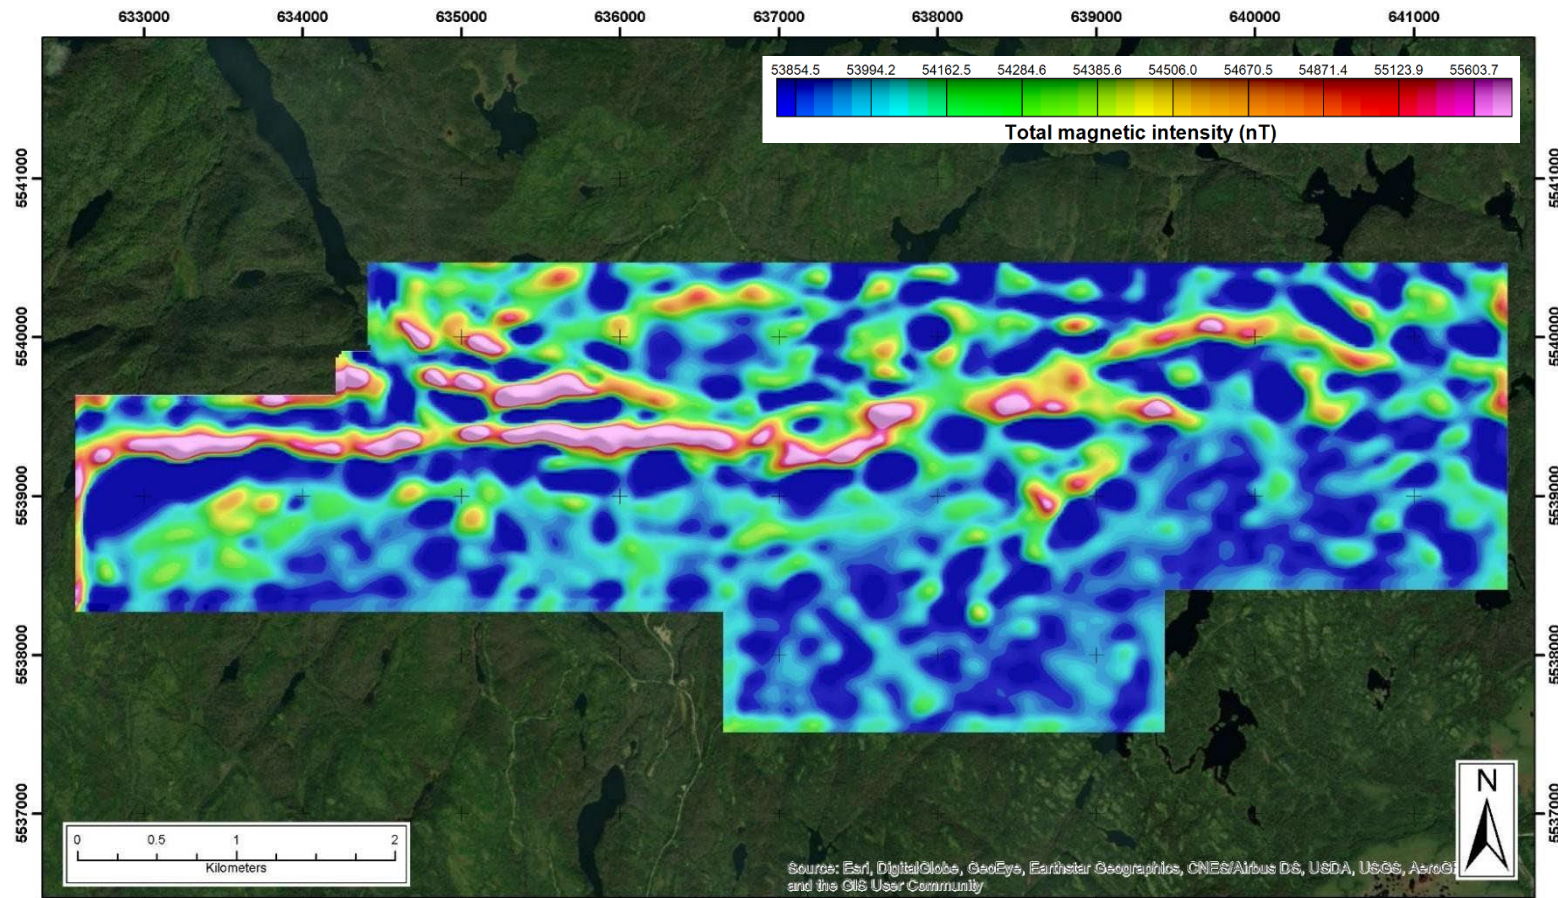 633000 634000 635000 636000 637000 638000 639000 640000 641000
53854.5 53994.2 54162.5 54284.6 54385.6 54506.0 54670.5 54871.4 55123.9 55603.7
Total magnetic intensity (nT)
5541000 5541000
5540000 5540000
5539000 5539000
5538000 5538000
5537000 5537000
N
0 0.5 1 2
Kilometers
Source: Esri, DigitalGlobe, GeoEye, Earthstar Geographics, CNES/Airbus DS, USDA, USGS,
and the GIS User Community